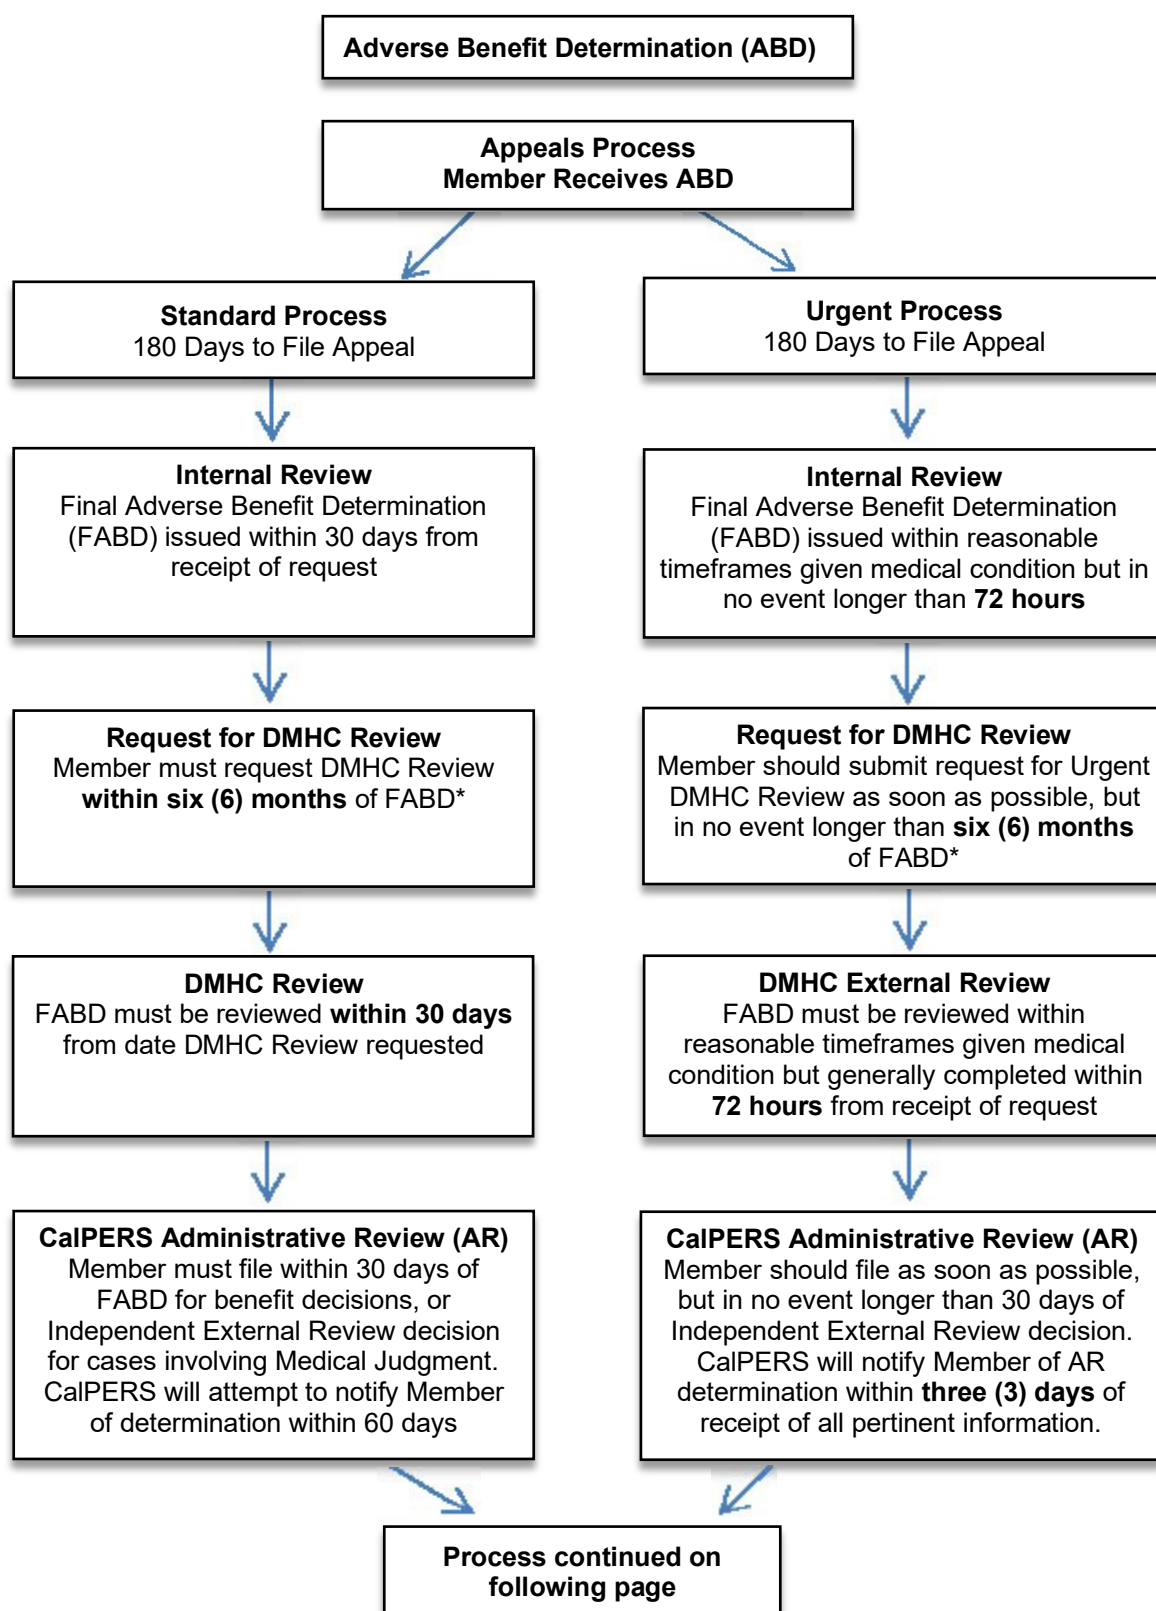 Adverse Benefit Determination (ABD)
Appeals Process
Member Receives ABD
Standard Process
180 Days to File Appeal
Urgent Process
180 Days to File Appeal
Internal Review
Final Adverse Benefit Determination
(FABD) issued within 30 days from
receipt of request
Internal Review
Final Adverse Benefit Determination
(FABD) issued within reasonable
timeframes given medical condition but in
no event longer than 72 hours
Request for DMHC Review
Member must request DMHC Review
within six (6) months of FABD*
Request for DMHC Review
Member should submit request for Urgent
DMHC Review as soon as possible, but
in no event longer than six (6) months
of FABD*
DMHC Review
FABD must be reviewed within 30 days
from date DMHC Review requested
DMHC External Review
FABD must be reviewed within
reasonable timeframes given medical
condition but generally completed within
72 hours from receipt of request
CalPERS Administrative Review (AR)
Member must file within 30 days of
FABD for benefit decisions, or
Independent External Review decision
for cases involving Medical Judgment.
CalPERS will attempt to notify Member
of determination within 60 days
CalPERS Administrative Review (AR)
Member should file as soon as possible,
but in no event longer than 30 days of
Independent External Review decision.
CalPERS will notify Member of AR
determination within three (3) days of
receipt of all pertinent information.
Process continued on
following page